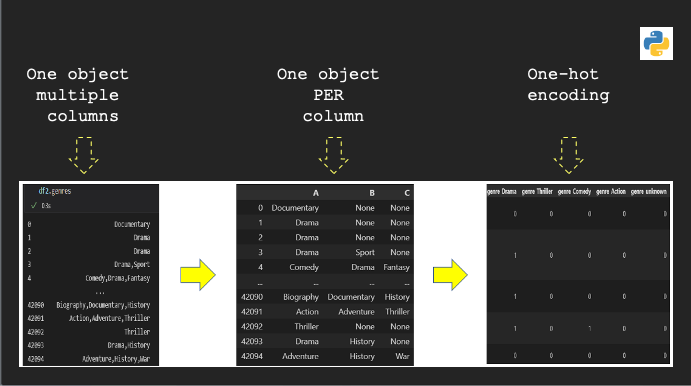 One object
multiple
columns
One object
PER
column
One-hot
encoding
df2.genres
✓ 0.3s
0 Documentary
1 Drama
2 Drama
3 Drama,Sport
4 Comedy,Drama,Fantasy
...
42090 Biography,Documentary,History
42091 Action,Adventure,Thriller
42092 Thriller
42093 Drama,History
42094 Adventure,History,War
A B C
0 Documentary None None
1 Drama None None
2 Drama None None
3 Drama Sport None
4 Comedy Drama Fantasy
... ... ... ...
42090 Biography Documentary History
42091 Action Adventure Thriller
42092 Thriller None None
42093 Drama History None
42094 Adventure History War
genre Drama genre Thriller genre Comedy genre Action genre unknown
0 0 0 0 0
1 0 0 0 0
1 0 0 0 0
1 0 1 0 0
0 0 0 0 0